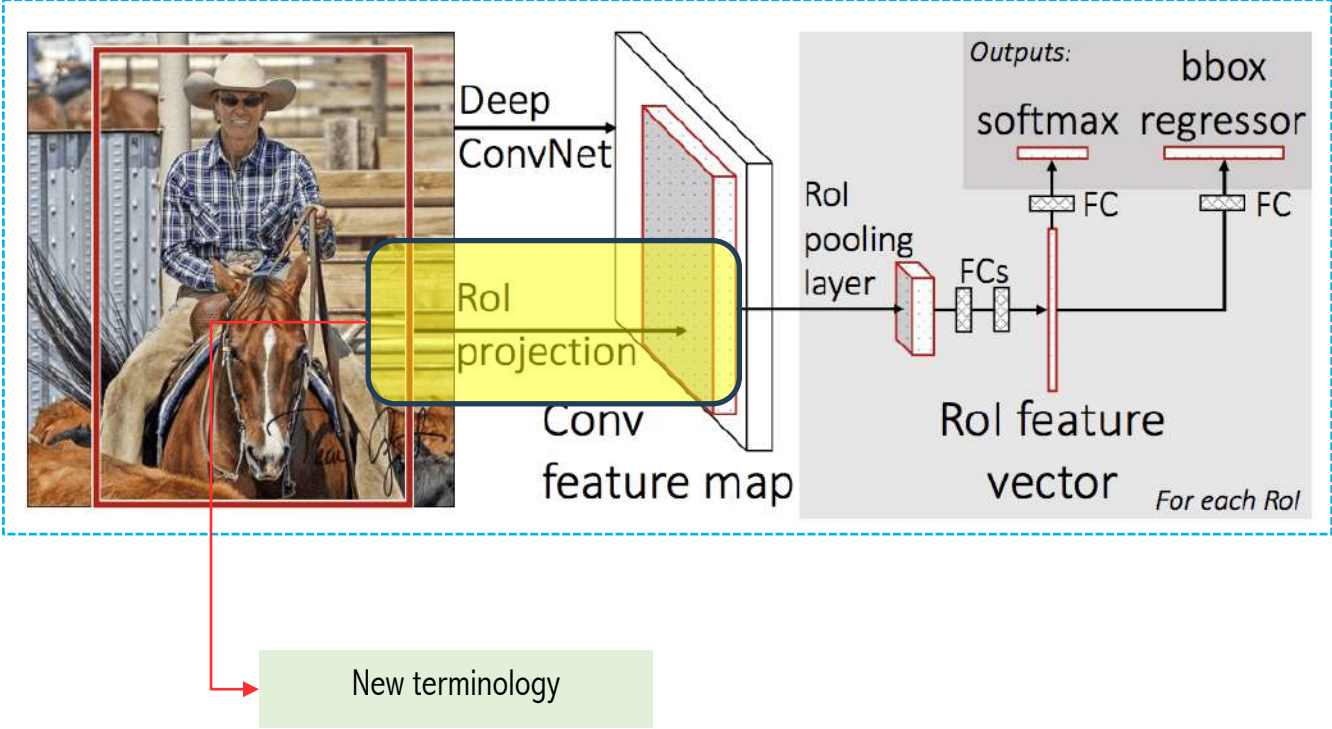 Deep
ConvNet
RoI
projection
Conv
feature map
RoI
pooling
layer
FCs
RoI feature
vector
For each RoI
Outputs:
softmax
bbox
regressor
FC
FC
New terminology